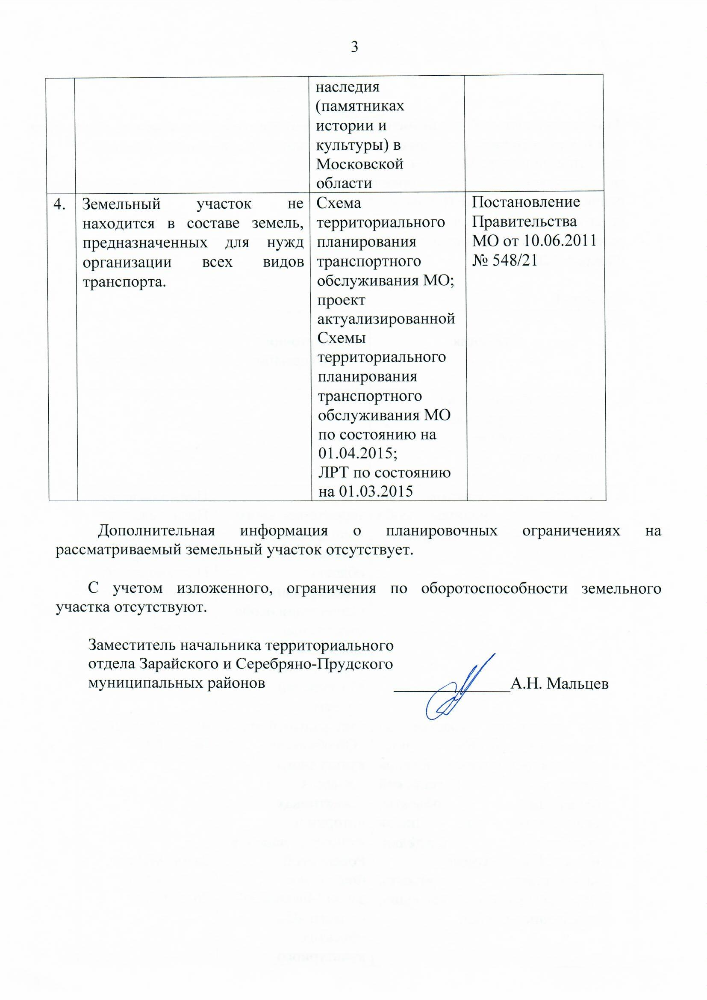 3
наследия
(памятниках
истории и
культуры) в
Московской
области
4.
Земельный участок не
находится в составе земель,
предназначенных для нужд
организации всех видов
транспорта.
Схема
территориального
планирования
транспортного
обслуживания МО;
проект
актуализированной
Схемы
территориального
планирования
транспортного
обслуживания МО
по состоянию на
01.04.2015;
ЛРТ по состоянию
на 01.03.2015
Постановление
Правительства
МО от 10.06.2011
№ 548/21
Дополнительная информация о планировочных ограничениях на
рассматриваемый земельный участок отсутствует.
С учетом изложенного, ограничения по оборотоспособности земельного
участка отсутствуют.
Заместитель начальника территориального
отдела Зарайского и Серебряно-Прудского
муниципальных районов
А.Н. Мальцев